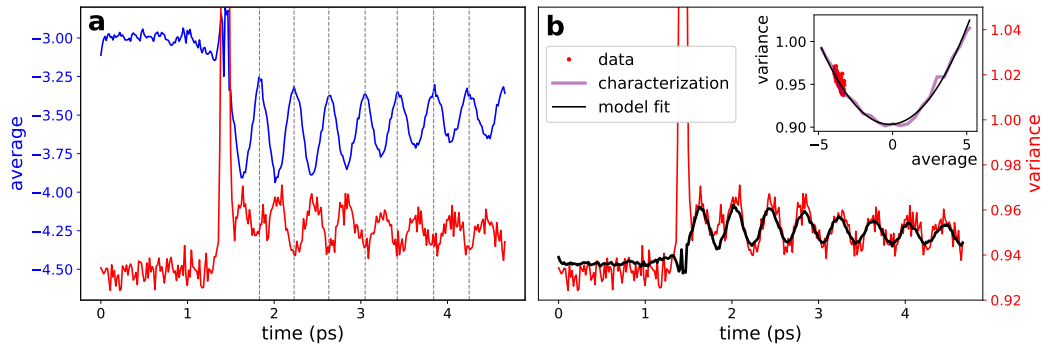 a
average
−3.00
−3.25
−3.50
−3.75
−4.00
−4.25
−4.50
0
1
2
3
4
time (ps)
b
data
characterization
model fit
variance
1.00
0.95
0.90
−5
0
5
average
0
1
2
3
4
time (ps)
1.04
1.02
1.00
0.98
0.96
0.94
0.92
variance